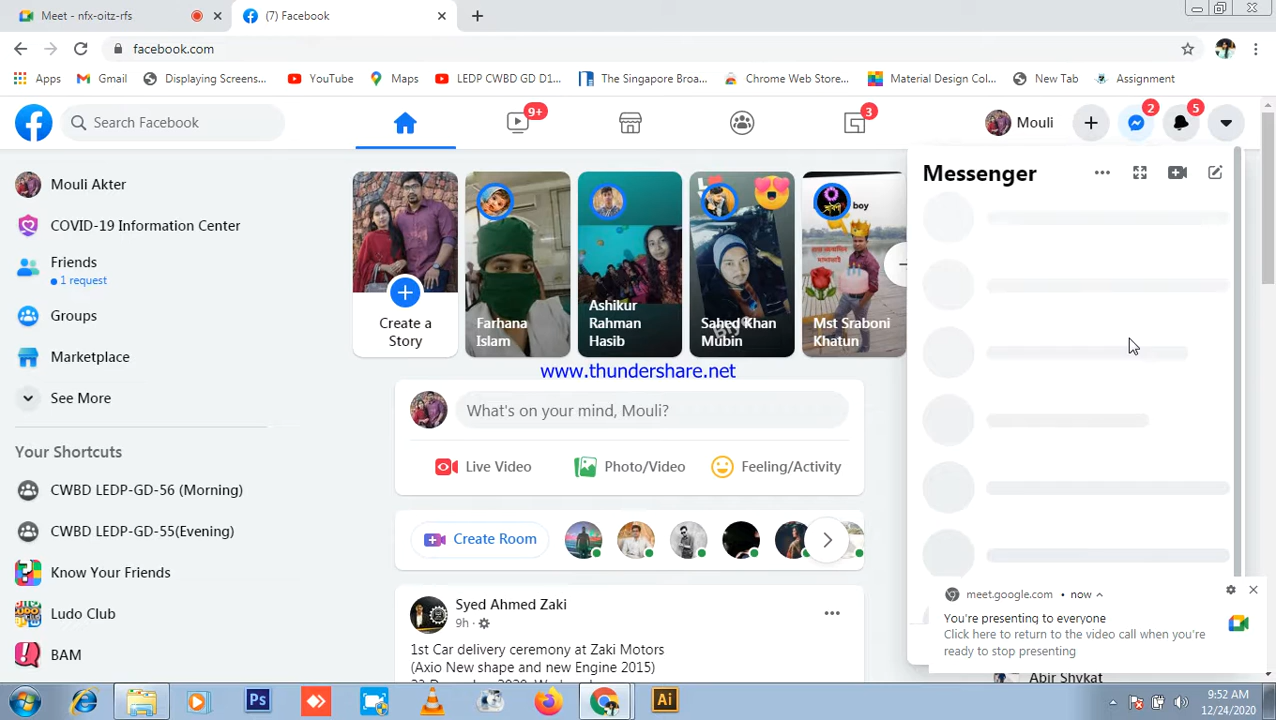 Meet - nfx-oitz-rfs
(7) Facebook
facebook.com
Apps
Gmail
Displaying Screens...
YouTube
Maps
LEDP CWBD GD D1...
The Singapore Broa...
Chrome Web Store...
Material Design Col...
New Tab
Assignment
Search Facebook
9+
3
Mouli
2
5
Mouli Akter
COVID-19 Information Center
Friends
1 request
Groups
Marketplace
See More
Your Shortcuts
CWBD LEDP-GD-56 (Morning)
CWBD LEDP-GD-55(Evening)
Know Your Friends
Ludo Club
BAM
Create a
Story
Farhana
Islam
Ashikur
Rahman
Hasib
Sahed Khan
Mubin
boy
Mst Sraboni
Khatun
www.thundershare.net
What's on your mind, Mouli?
Live Video
Photo/Video
Feeling/Activity
Create Room
Syed Ahmed Zaki
9h
1st Car delivery ceremony at Zaki Motors
(Axio New shape and new Engine 2015)
Messenger
meet.google.com • now
You're presenting to everyone
Click here to return to the video call when you're
ready to stop presenting
Abir Shykat
Ps
Ai
9:52 AM
12/24/2020